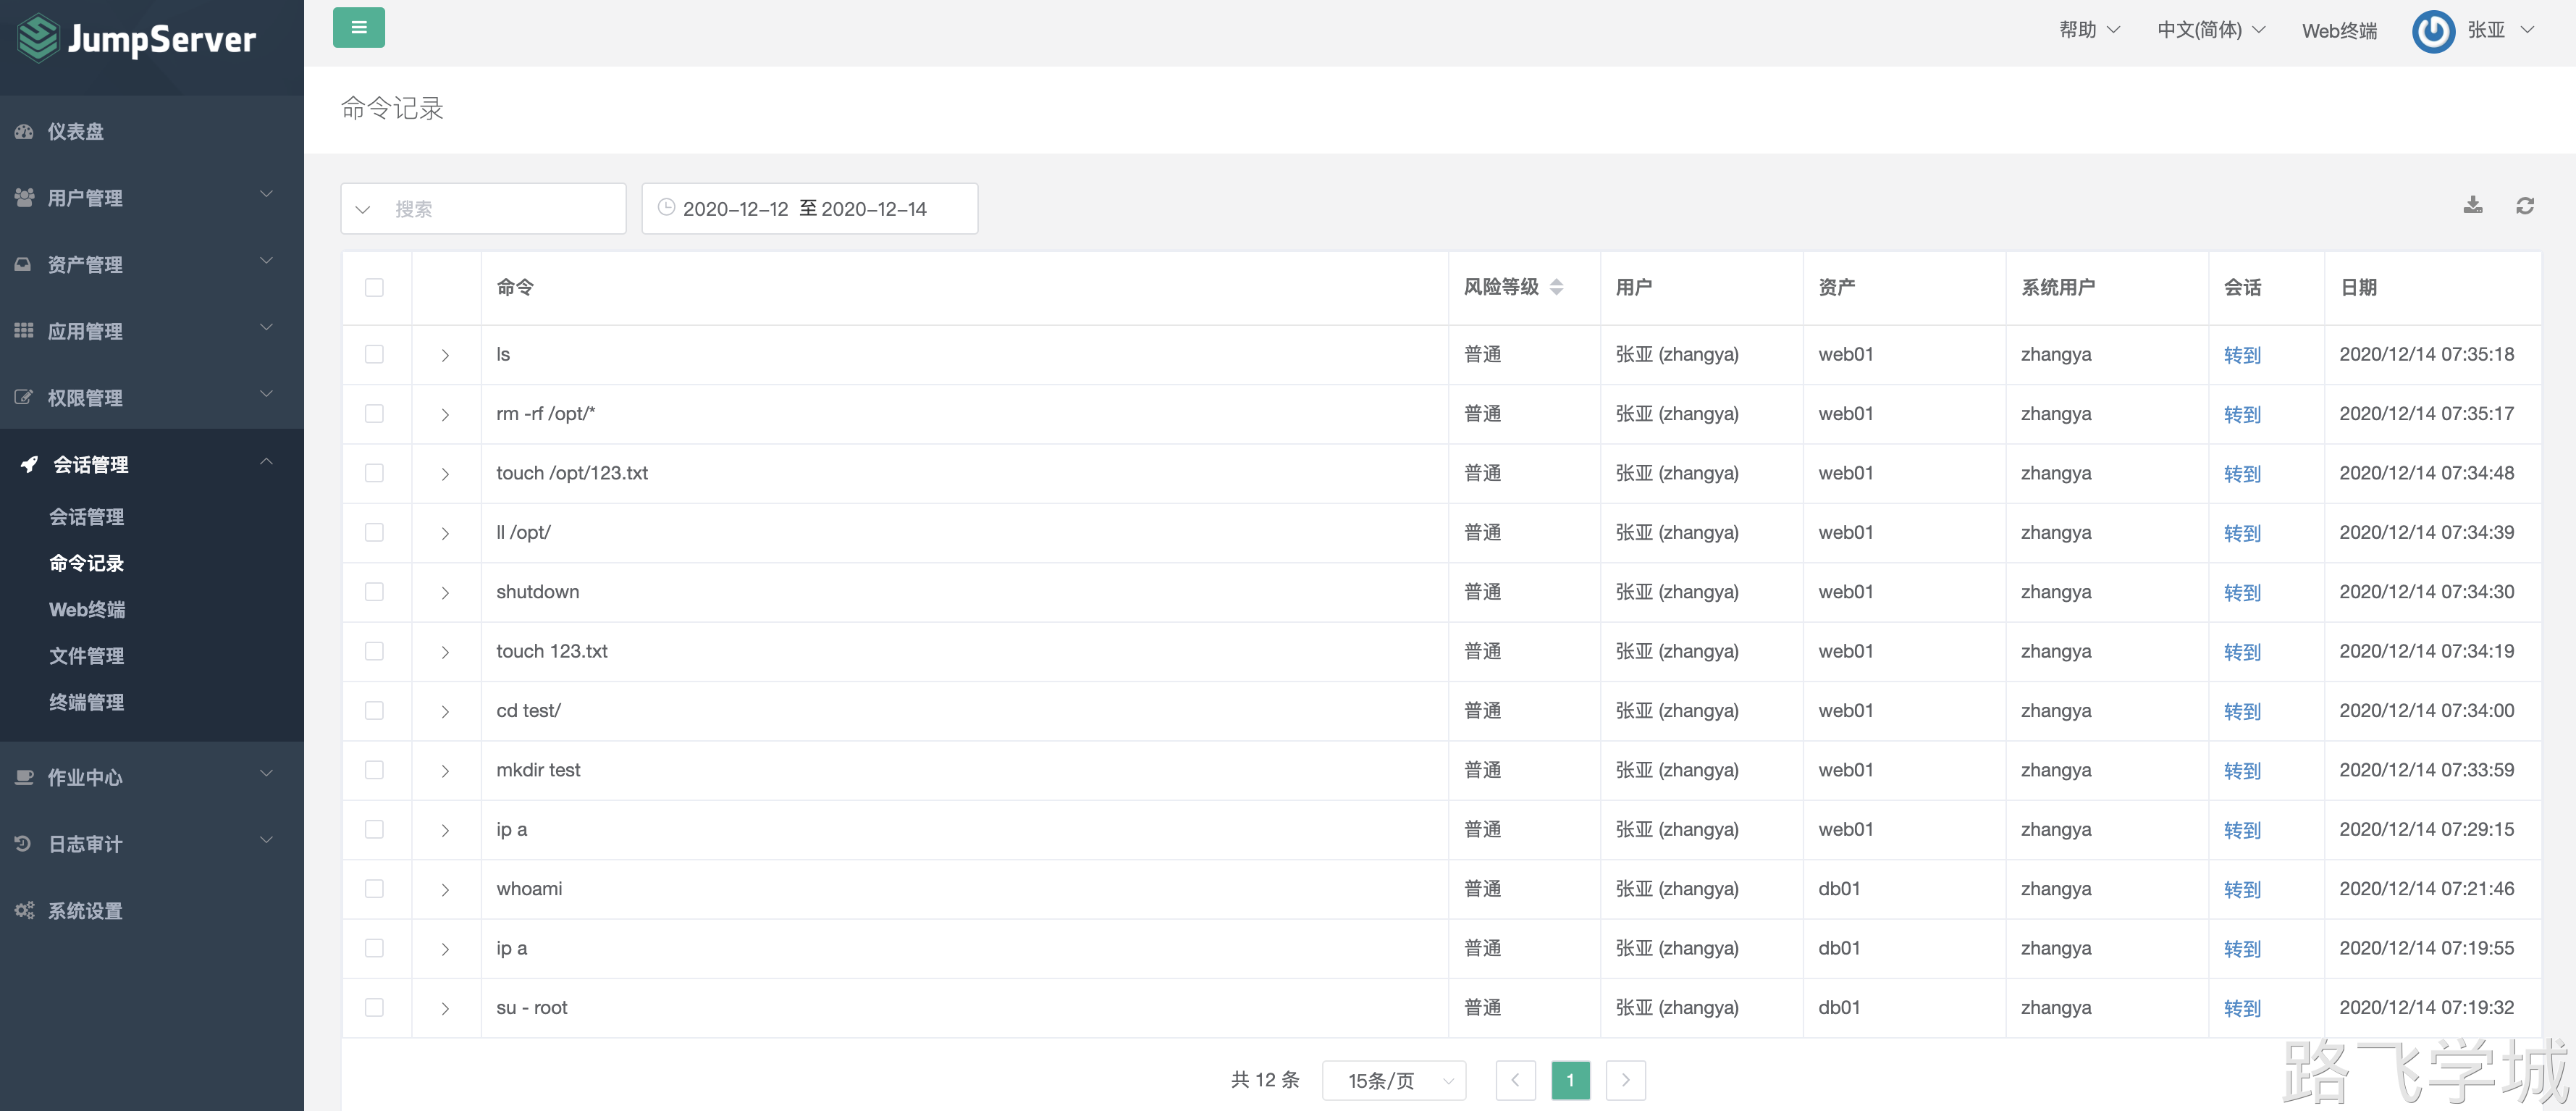 JumpServer
帮助
中文(简体)
Web终端
张亚
仪表盘
用户管理
资产管理
应用管理
权限管理
会话管理
会话管理
命令记录
Web终端
文件管理
终端管理
作业中心
日志审计
系统设置
命令记录
搜索
2020-12-12 至 2020-12-14
命令 风险等级 用户 资产 系统用户 会话 日期
ls 普通 张亚 (zhangya) web01 zhangya 转到 2020/12/14 07:35:18
rm -rf /opt/* 普通 张亚 (zhangya) web01 zhangya 转到 2020/12/14 07:35:17
touch /opt/123.txt 普通 张亚 (zhangya) web01 zhangya 转到 2020/12/14 07:34:48
ll /opt/ 普通 张亚 (zhangya) web01 zhangya 转到 2020/12/14 07:34:39
shutdown 普通 张亚 (zhangya) web01 zhangya 转到 2020/12/14 07:34:30
touch 123.txt 普通 张亚 (zhangya) web01 zhangya 转到 2020/12/14 07:34:19
cd test/ 普通 张亚 (zhangya) web01 zhangya 转到 2020/12/14 07:34:00
mkdir test 普通 张亚 (zhangya) web01 zhangya 转到 2020/12/14 07:33:59
ip a 普通 张亚 (zhangya) web01 zhangya 转到 2020/12/14 07:29:15
whoami 普通 张亚 (zhangya) db01 zhangya 转到 2020/12/14 07:21:46
ip a 普通 张亚 (zhangya) db01 zhangya 转到 2020/12/14 07:19:55
su - root 普通 张亚 (zhangya) db01 zhangya 转到 2020/12/14 07:19:32
共 12 条 15条/页 1
路飞学城